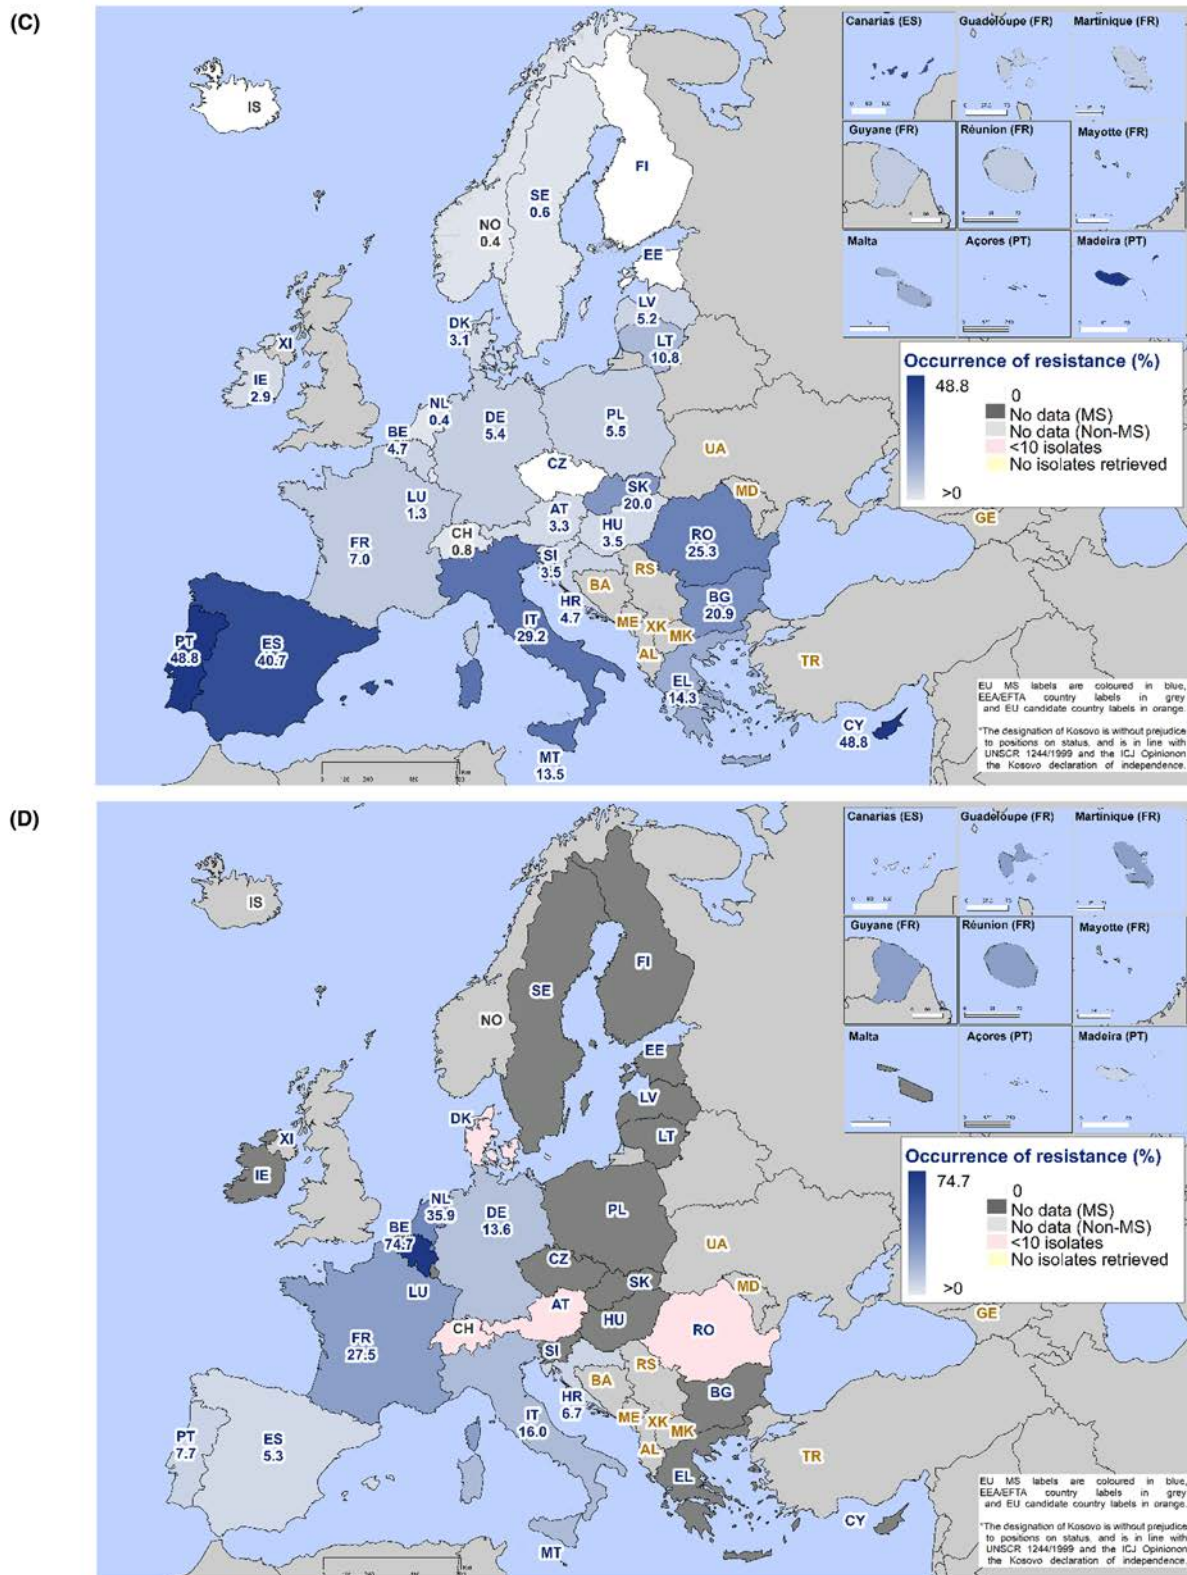 (C)
Canarias (ES)
Guadeloupe (FR)
Martinique (FR)
IS
FI
SE
0.6
NO
0.4
Guyane (FR)
Réunion (FR)
Mayotte (FR)
EE
Malta
Açores (PT)
Madeira (PT)
LV
5.2
DK
3.1
LT
10.8
XI
IE
2.9
NL
0.4
DE
5.4
PL
5.5
BE
4.7
Occurrence of resistance (%)
48.8
0
No data (MS)
No data (Non-MS)
<10 isolates
No isolates retrieved
>0
UA
CZ
LU
1.3
SK
20.0
MD
AT
3.3
HU
3.5
GE
CH
0.8
FR
7.0
SI
3.5
RO
25.3
BA
RS
HR
4.7
BG
20.9
IT
29.2
ME
XK
MK
AL
TR
PT
48.8
ES
40.7
EL
14.3
CY
48.8
MT
13.5
EU MS labels are coloured in blue,
EEA/EFTA country labels in grey
and EU candidate country labels in orange.
*The designation of Kosovo is without prejudice
to positions on status, and is in line with
UNSCR 1244/1999 and the ICJ Opinionon
the Kosovo declaration of independence.
(D)
Canarias (ES)
Guadeloupe (FR)
Martinique (FR)
IS
FI
SE
NO
Guyane (FR)
Réunion (FR)
Mayotte (FR)
EE
Malta
Açores (PT)
Madeira (PT)
LV
DK
LT
XI
IE
NL
35.9
DE
13.6
PL
BE
74.7
Occurrence of resistance (%)
74.7
0
No data (MS)
No data (Non-MS)
<10 isolates
No isolates retrieved
>0
UA
CZ
LU
SK
MD
AT
HU
GE
CH
FR
27.5
SI
RO
BA
RS
HR
6.7
BG
IT
16.0
ME
XK
MK
AL
TR
PT
7.7
ES
5.3
EL
CY
MT
EU MS labels are coloured in blue,
EEA/EFTA country labels in grey
and EU candidate country labels in orange.
*The designation of Kosovo is without prejudice
to positions on status, and is in line with
UNSCR 1244/1999 and the ICJ Opinionon
the Kosovo declaration of independence.